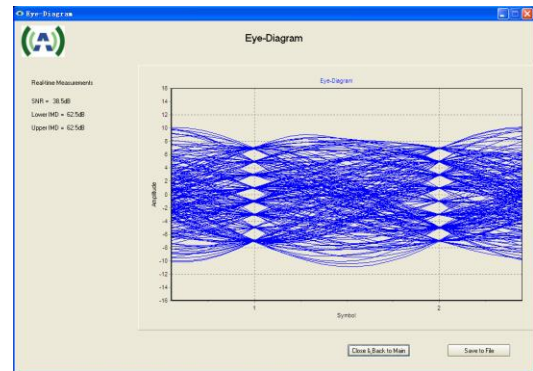 Eye-Diagram
(A)
Eye-Diagram
Real-time Measurements
SNR = 38.5dB
Lower IMD = 62.5dB
Upper IMD = 62.5dB
Eye-Diagram
16
14
12
10
8
6
4
2
0
-2
-4
-6
-8
-10
-12
-14
-16
Amplitude
1
2
Symbol
Close & Back to Main
Save to File